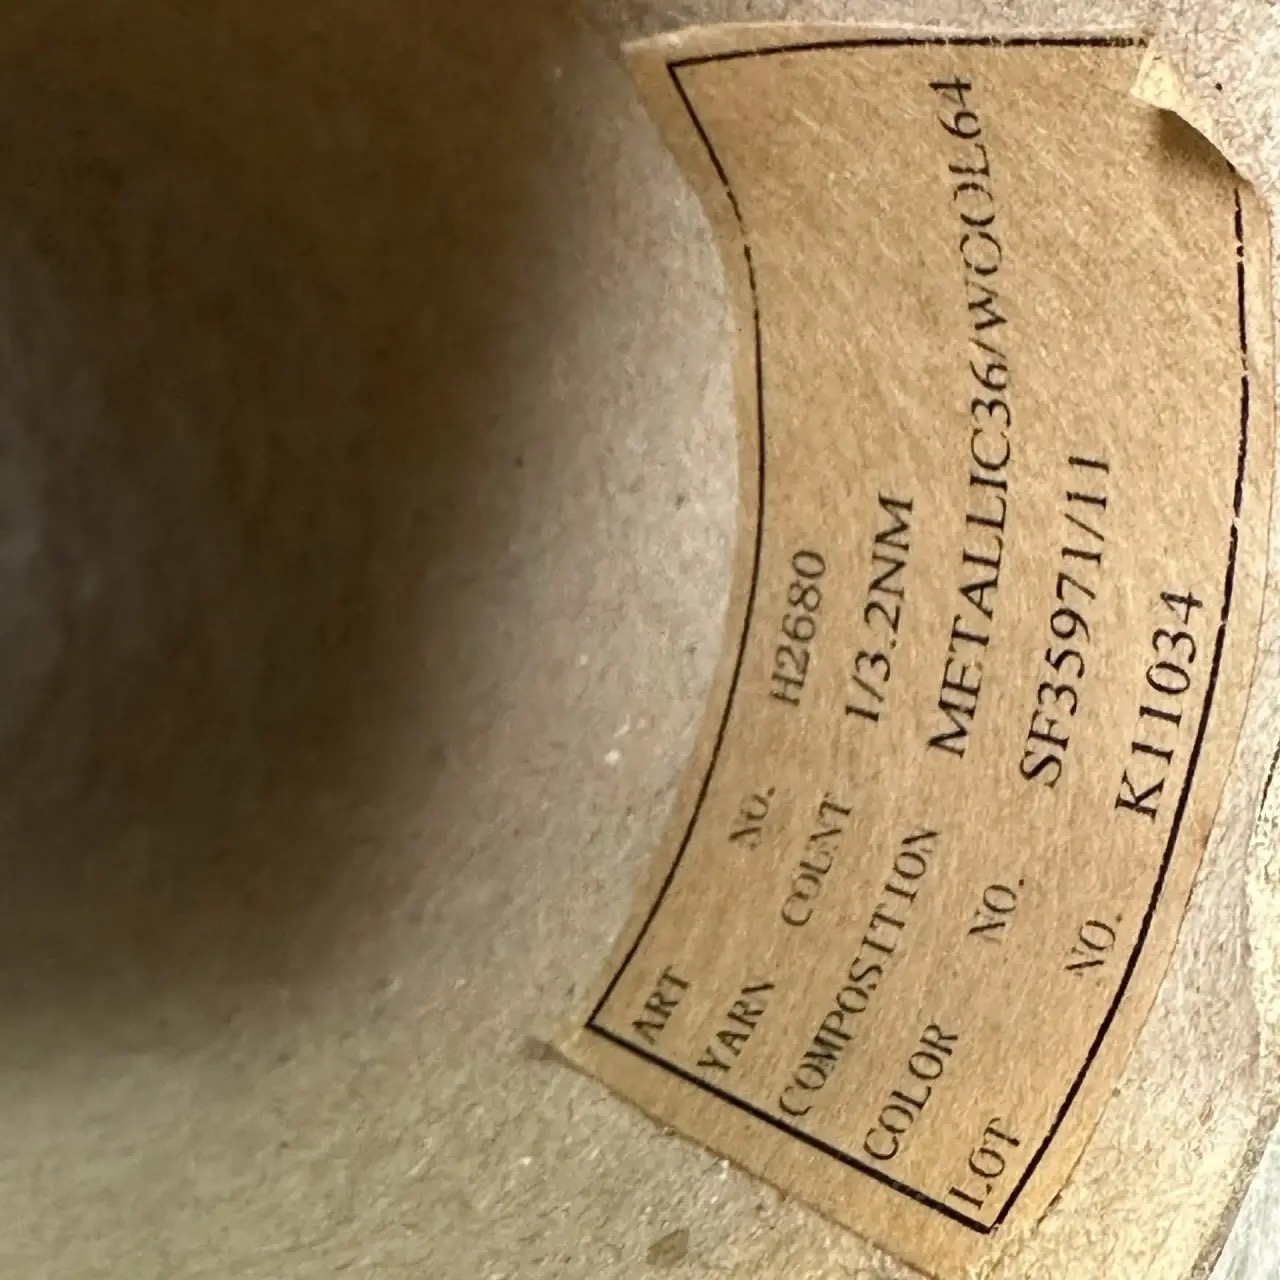 ART NO. H2680
YARN COUNT 1/3.2NM
COMPOSITION METALLIC36/WOOL64
COLOR NO. SF35971/11
LOT NO. K11034